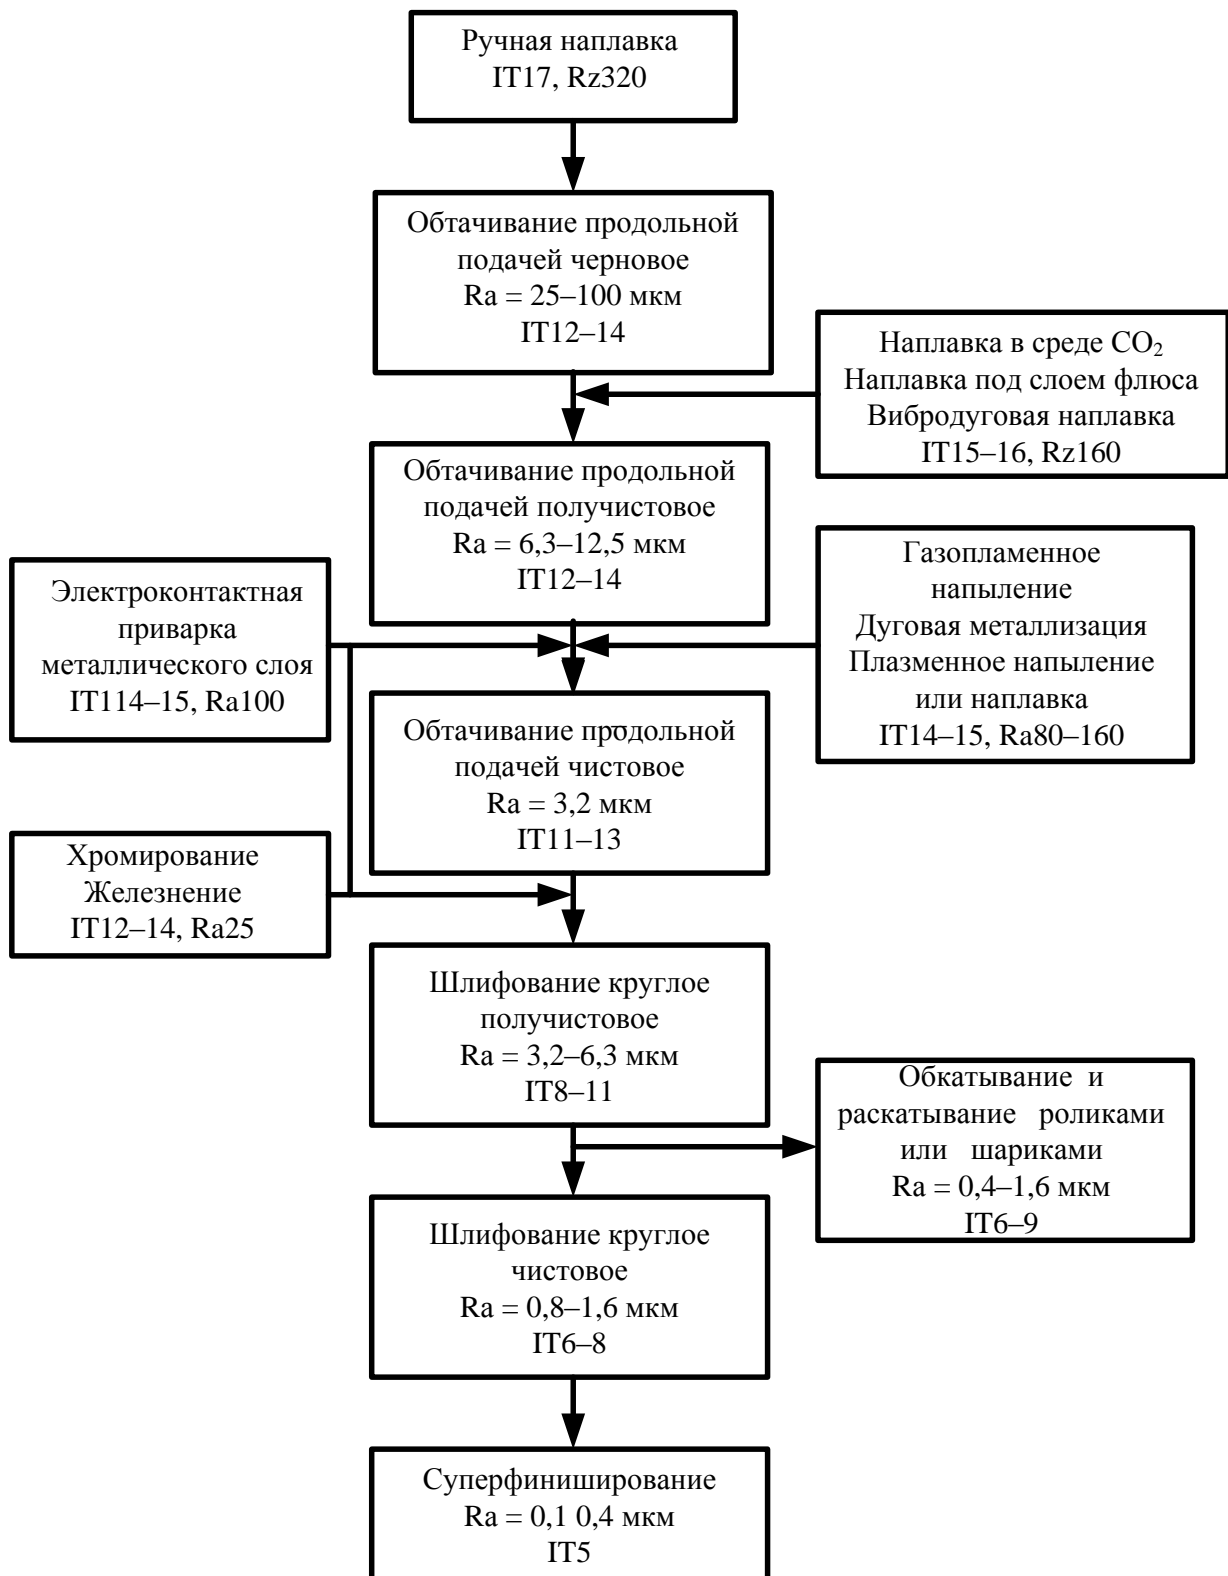 Ручная наплавка
IT17, Rz320
Обтачивание продольной
подачей черновое
Ra = 25–100 мкм
IT12–14
Наплавка в среде CO₂
Наплавка под слоем флюса
Вибродуговая наплавка
IT15–16, Rz160
Обтачивание продольной
подачей получистовое
Ra = 6,3–12,5 мкм
IT12–14
Электроконтактная
приварка
металлического слоя
IT114–15, Ra100
Газопламенное
напыление
Дуговая металлизация
Плазменное напыление
или наплавка
IT14–15, Ra80–160
Обтачивание продольной
подачей чистовое
Ra = 3,2 мкм
IT11–13
Хромирование
Железнение
IT12–14, Ra25
Шлифование круглое
получистовое
Ra = 3,2–6,3 мкм
IT8–11
Обкатывание и
раскатывание роликами
или шариками
Ra = 0,4–1,6 мкм
IT6–9
Шлифование круглое
чистовое
Ra = 0,8–1,6 мкм
IT6–8
Суперфиниширование
Ra = 0,1 0,4 мкм
IT5